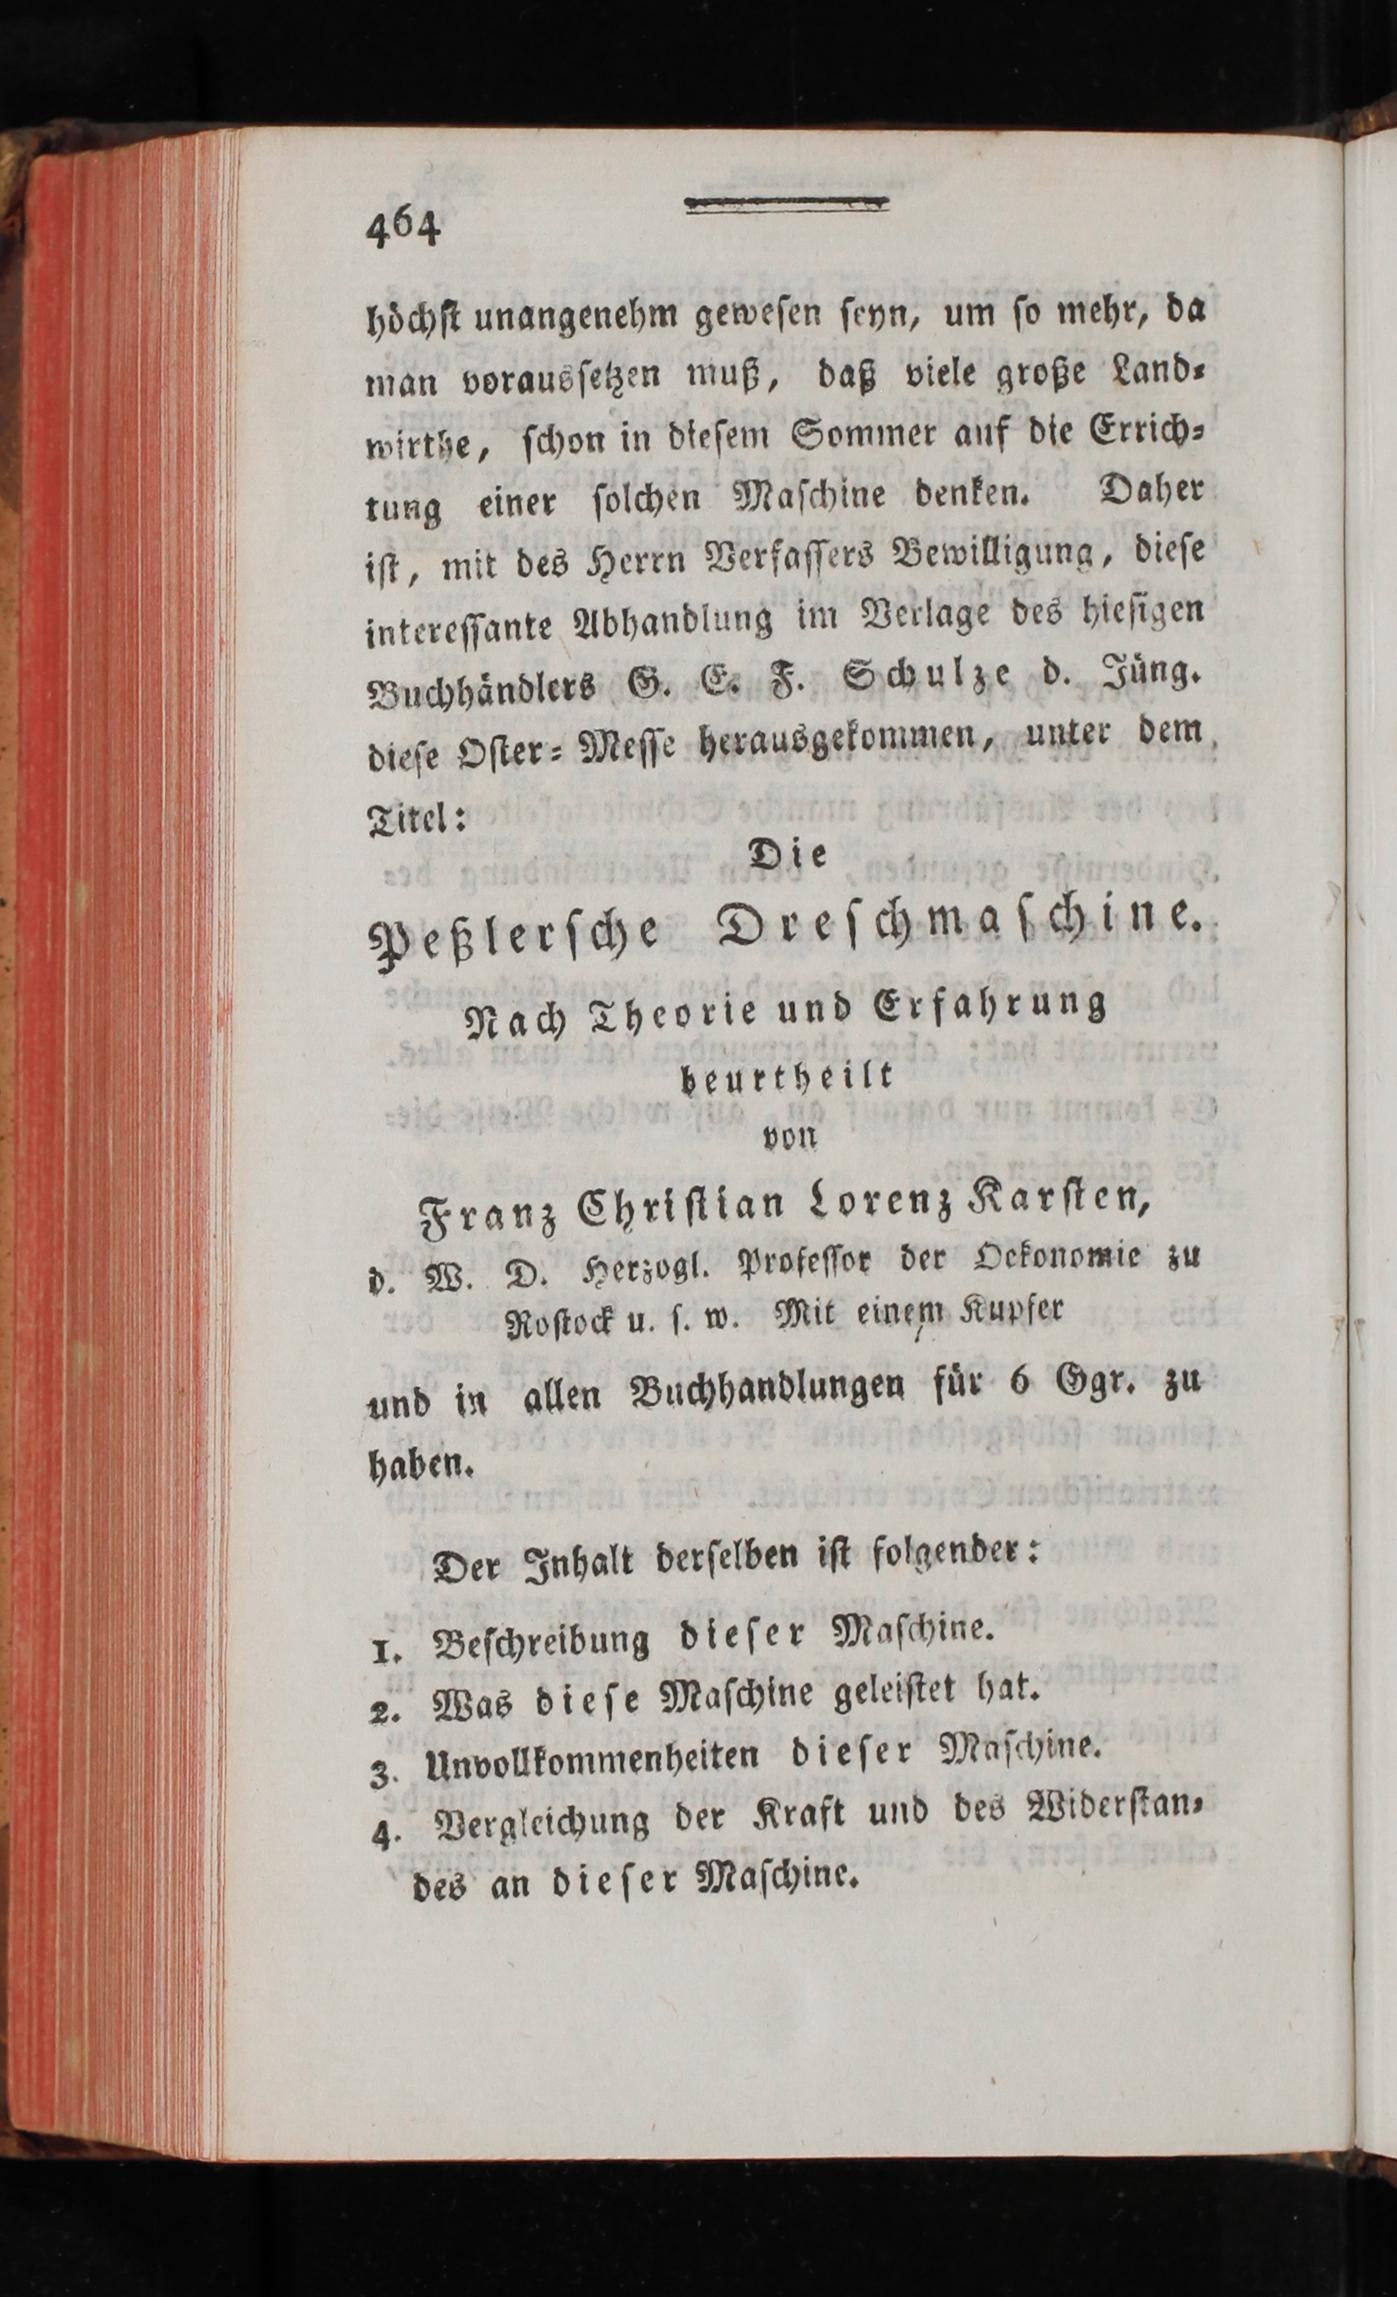 464
höchſt unangenehm geweſen ſeyn, um ſo mehr, da
man vorausſetzen muß, daß viele große Land⸗
wirthe, ſchon in dieſem Sommer auf die Errich⸗
tung einer ſolchen Maſchine denken. Daher
iſt, mit des Herrn Verfaſſers Bewilligung, dieſe
intereſſante Abhandlung im Verlage des hieſigen
Buchhändlers G. E. F. Schulze d. Jüng.
dieſe Oſter⸗Meſſe herausgekommen, unter dem
Titel:
Die
Peßlerſche Dreſchmaſchine.
Nach Theorie und Erfahrung
beurtheilt
von
Franz Chriſtian Lorenz Karſten,
d. W. D. Herzogl. Profeſſor der Oekonomie zu
Roſtock u. ſ. w. Mit einem Kupfer
und in allen Buchhandlungen für 6 Ggr. zu
haben.
Der Inhalt derſelben iſt folgender:
1. Beſchreibung dieſer Maſchine.
2. Was dieſe Maſchine geleiſtet hat.
3. Unvollkommenheiten dieſer Maſchine.
4. Vergleichung der Kraft und des Widerſtan⸗
des an dieſer Maſchine.